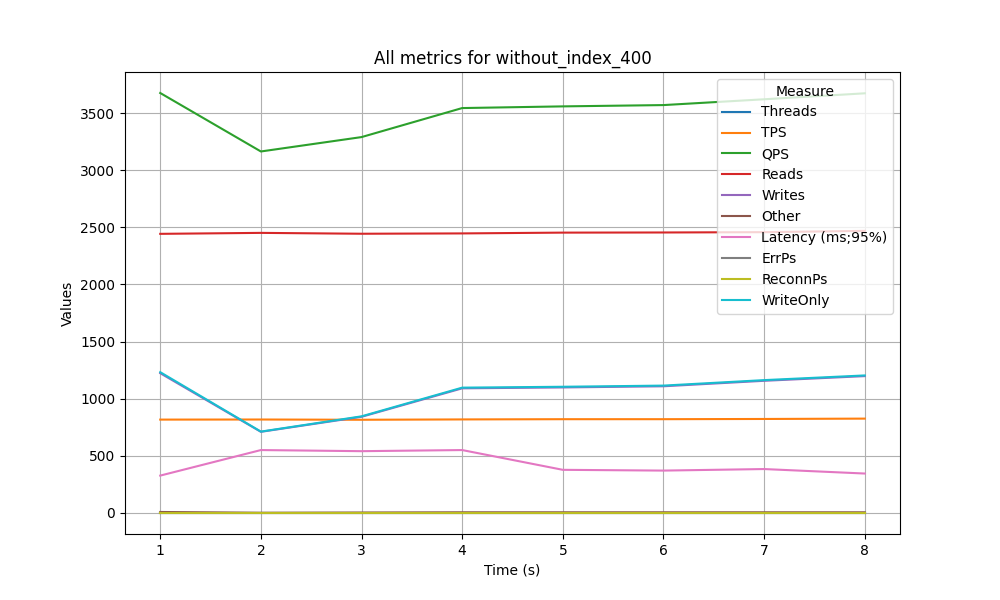 All metrics for without_index_400
Measure
Threads
TPS
QPS
Reads
Writes
Other
Latency (ms;95%)
ErrPs
ReconnPs
WriteOnly
Values
3500
3000
2500
2000
1500
1000
500
0
1 2 3 4 5 6 7 8
Time (s)